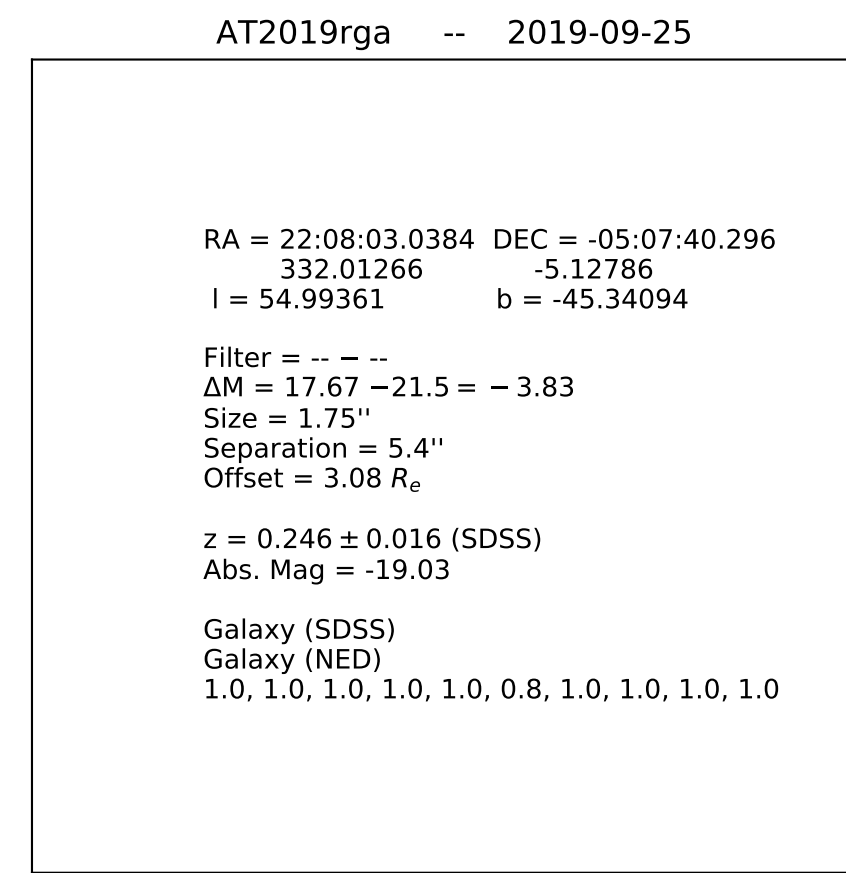 AT2019rga -- 2019-09-25
RA = 22:08:03.0384 DEC = -05:07:40.296
332.01266 -5.12786
l = 54.99361 b = -45.34094
Filter = -- − --
ΔM = 17.67 −21.5 = − 3.83
Size = 1.75''
Separation = 5.4''
Offset = 3.08 Rₑ
z = 0.246 ± 0.016 (SDSS)
Abs. Mag = -19.03
Galaxy (SDSS)
Galaxy (NED)
1.0, 1.0, 1.0, 1.0, 1.0, 0.8, 1.0, 1.0, 1.0, 1.0